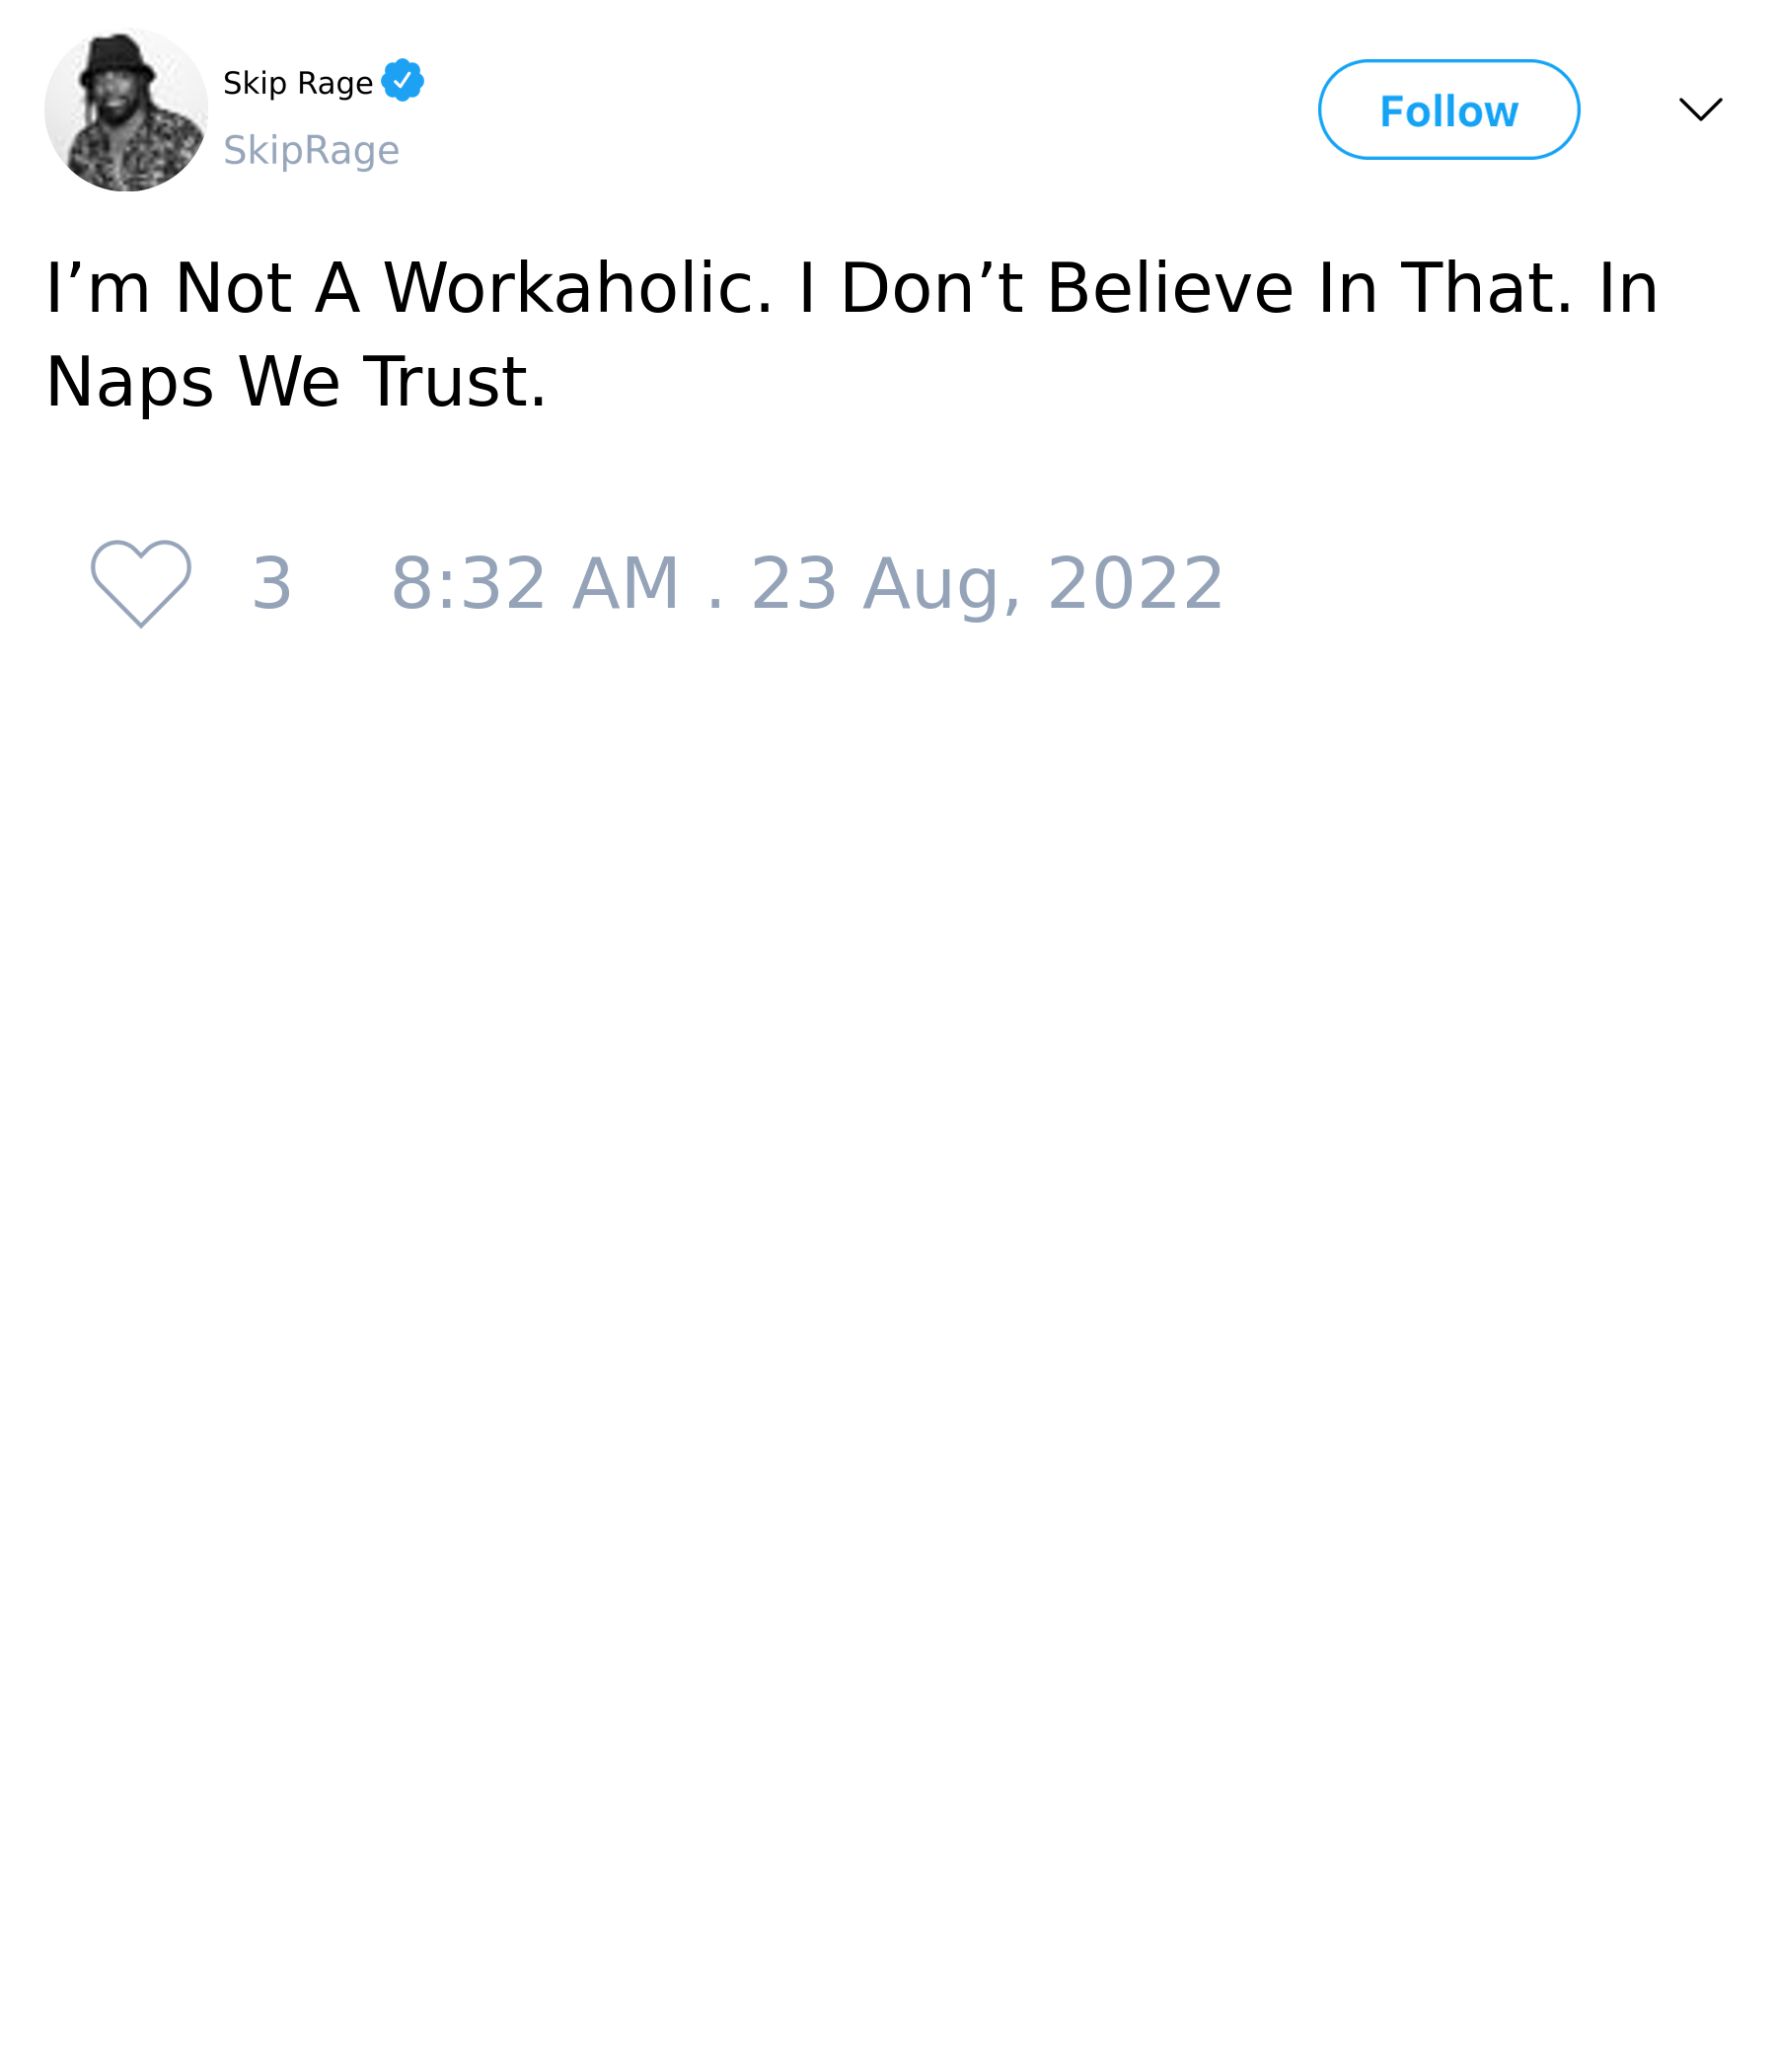 Skip Rage
SkipRage
Follow
I’m Not A Workaholic. I Don’t Believe In That. In
Naps We Trust.
3 8:32 AM . 23 Aug, 2022